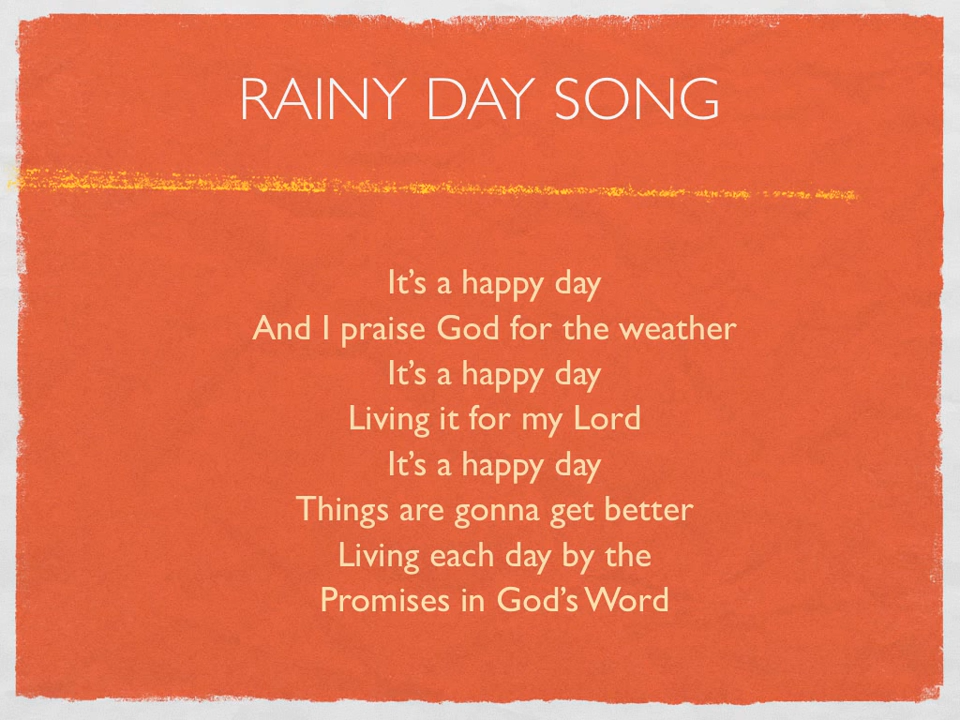 RAINY DAY SONG
It’s a happy day
And I praise God for the weather
It’s a happy day
Living it for my Lord
It’s a happy day
Things are gonna get better
Living each day by the
Promises in God’s Word